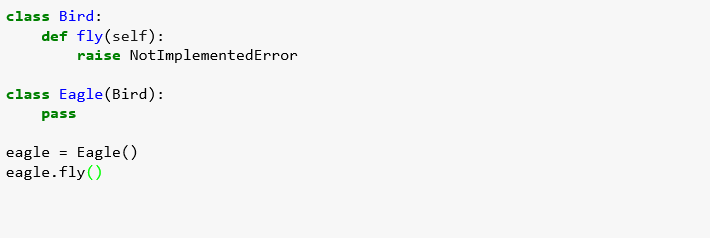 class Bird:
    def fly(self):
        raise NotImplementedError

class Eagle(Bird):
    pass

eagle = Eagle()
eagle.fly()